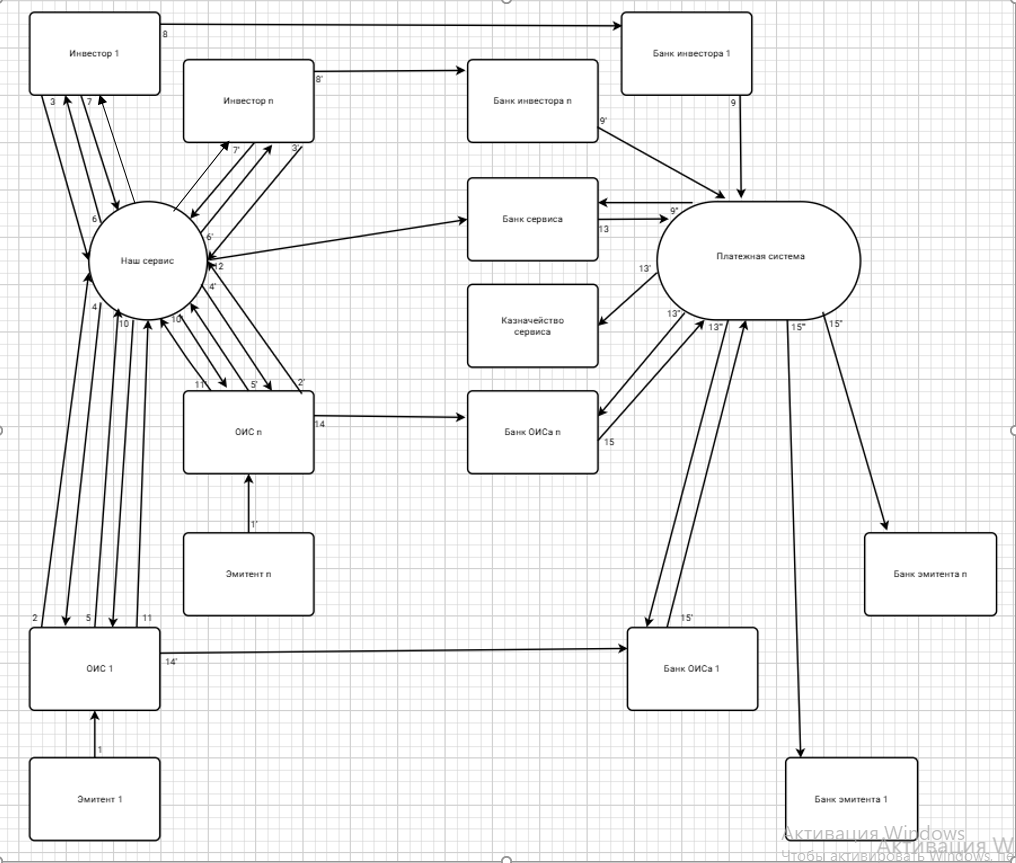 Инвестор 1
8
Банк инвестора 1
3
7
9
Инвестор n
8'
Банк инвестора n
9'
7'
3'
Банк сервиса
9"
13
6
6'
Наш сервис
12
Платежная система
13'
4'
4
10
10'
Казначейство
сервиса
13"
13'"
15'"
15"
11'
5'
2'
ОИС n
14
Банк ОИСа n
15
1'
Эмитент n
Банк эмитента n
2
5
11
15'
ОИС 1
14'
Банк ОИСа 1
1
Эмитент 1
Банк эмитента 1
Активация Windows
Активация W
Чтобы активировать Windows, пе